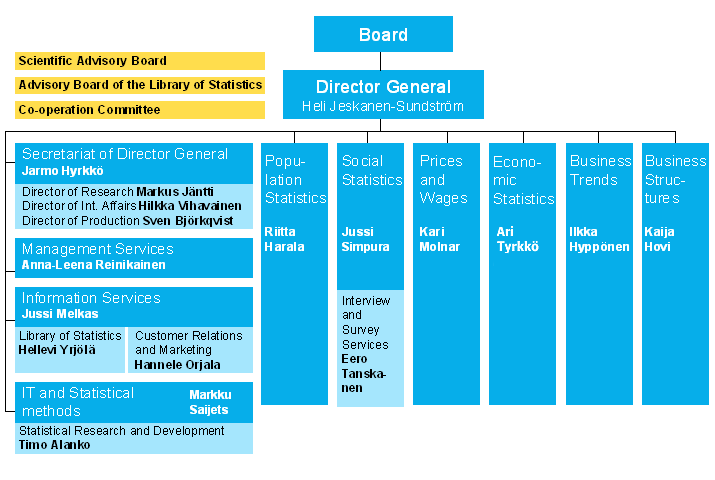 Board
Scientific Advisory Board
Advisory Board of the Library of Statistics
Co-operation Committee
Director General
Heli Jeskanen-Sundström
Secretariat of Director General
Jarmo Hyrkkö
Director of Research Markus Jäntti
Director of Int. Affairs Hilkka Vihavainen
Director of Production Sven Björkqvist
Management Services
Anna-Leena Reinikainen
Information Services
Jussi Melkas
Library of Statistics
Hellevi Yrjölä
Customer Relations
and Marketing
Hannele Orjala
IT and Statistical
methods
Markku
Saijets
Statistical Research and Development
Timo Alanko
Popu-
lation
Statistics
Riitta
Harala
Social
Statistics
Jussi
Simpura
Interview
and
Survey
Services
Eero
Tanska-
nen
Prices
and
Wages
Kari
Molnar
Econo-
mic
Statistics
Ari
Tyrkkö
Business
Trends
Ilkka
Hyppönen
Business
Struc-
tures
Kaija
Hovi